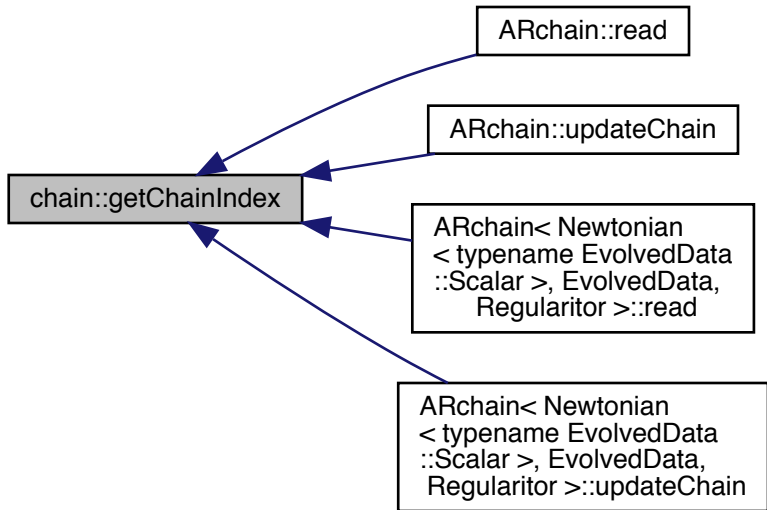 ARchain::read
ARchain::updateChain
chain::getChainIndex
ARchain< Newtonian
< typename EvolvedData
::Scalar >, EvolvedData,
Regularitor >::read
ARchain< Newtonian
< typename EvolvedData
::Scalar >, EvolvedData,
Regularitor >::updateChain